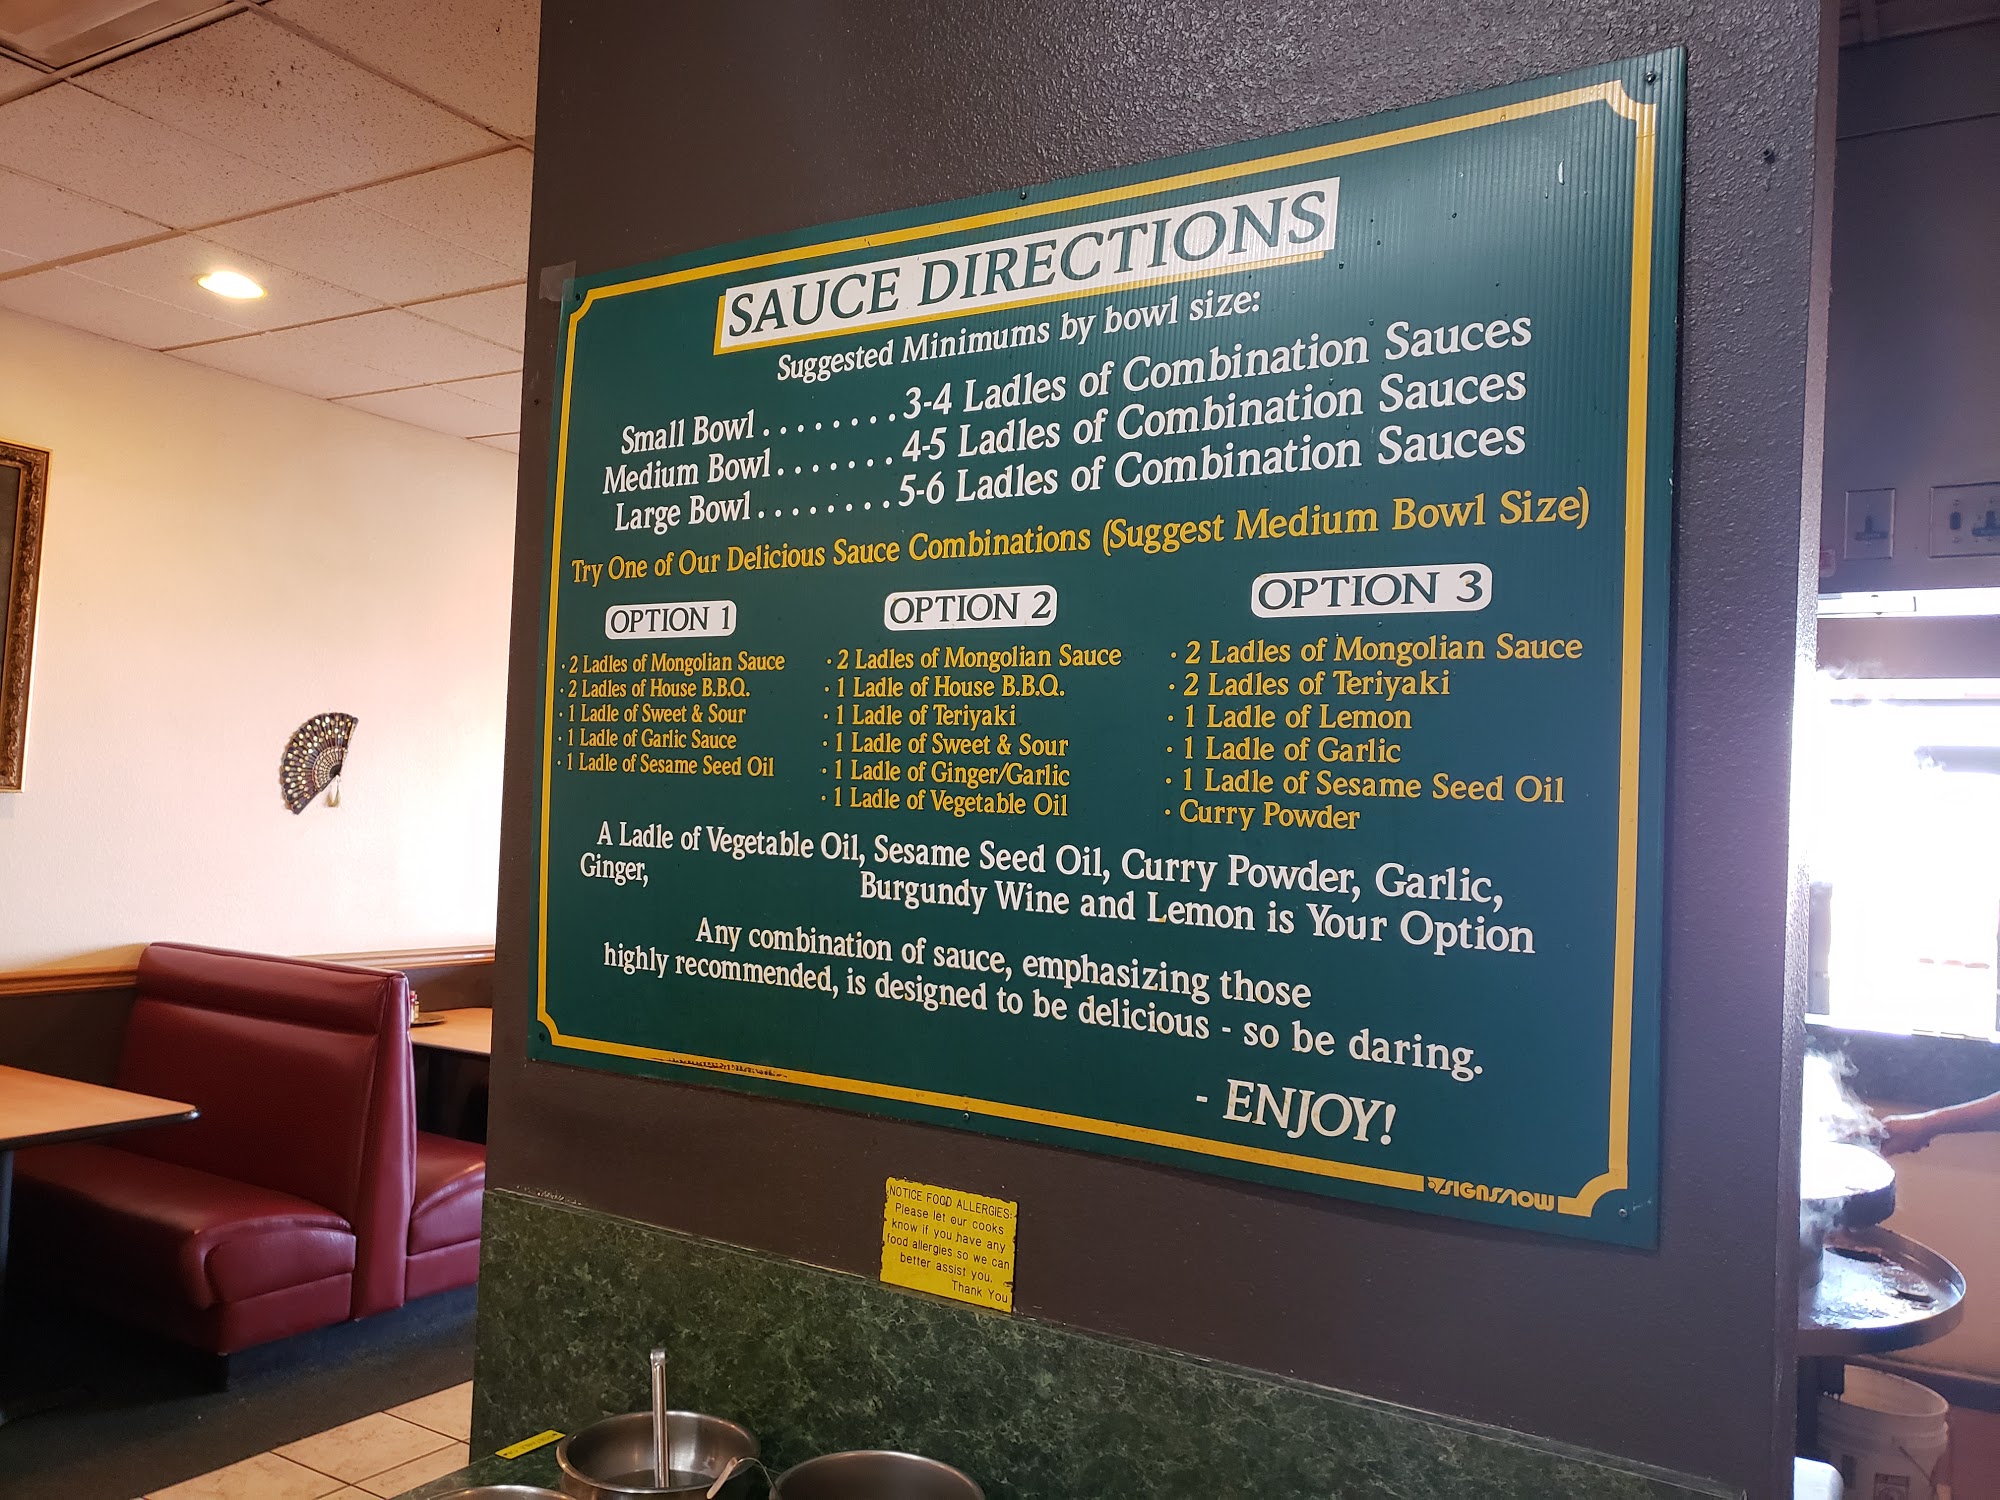 SAUCE DIRECTIONS
Suggested Minimums by bowl size:
Small Bowl ........ 3-4 Ladles of Combination Sauces
Medium Bowl ....... 4-5 Ladles of Combination Sauces
Large Bowl ........ 5-6 Ladles of Combination Sauces
Try One of Our Delicious Sauce Combinations (Suggest Medium Bowl Size)
OPTION 1
· 2 Ladles of Mongolian Sauce
· 2 Ladles of House B.B.Q.
· 1 Ladle of Sweet & Sour
· 1 Ladle of Garlic Sauce
· 1 Ladle of Sesame Seed Oil
OPTION 2
· 2 Ladles of Mongolian Sauce
· 1 Ladle of House B.B.Q.
· 1 Ladle of Teriyaki
· 1 Ladle of Sweet & Sour
· 1 Ladle of Ginger/Garlic
· 1 Ladle of Vegetable Oil
OPTION 3
· 2 Ladles of Mongolian Sauce
· 2 Ladles of Teriyaki
· 1 Ladle of Lemon
· 1 Ladle of Garlic
· 1 Ladle of Sesame Seed Oil
· Curry Powder
A Ladle of Vegetable Oil, Sesame Seed Oil, Curry Powder, Garlic,
Ginger, Burgundy Wine and Lemon is Your Option
Any combination of sauce, emphasizing those
highly recommended, is designed to be delicious - so be daring.
- ENJOY!
SIGNSNOW
NOTICE FOOD ALLERGIES:
Please let our cooks
know if you have any
food allergies so we can
better assist you.
Thank You